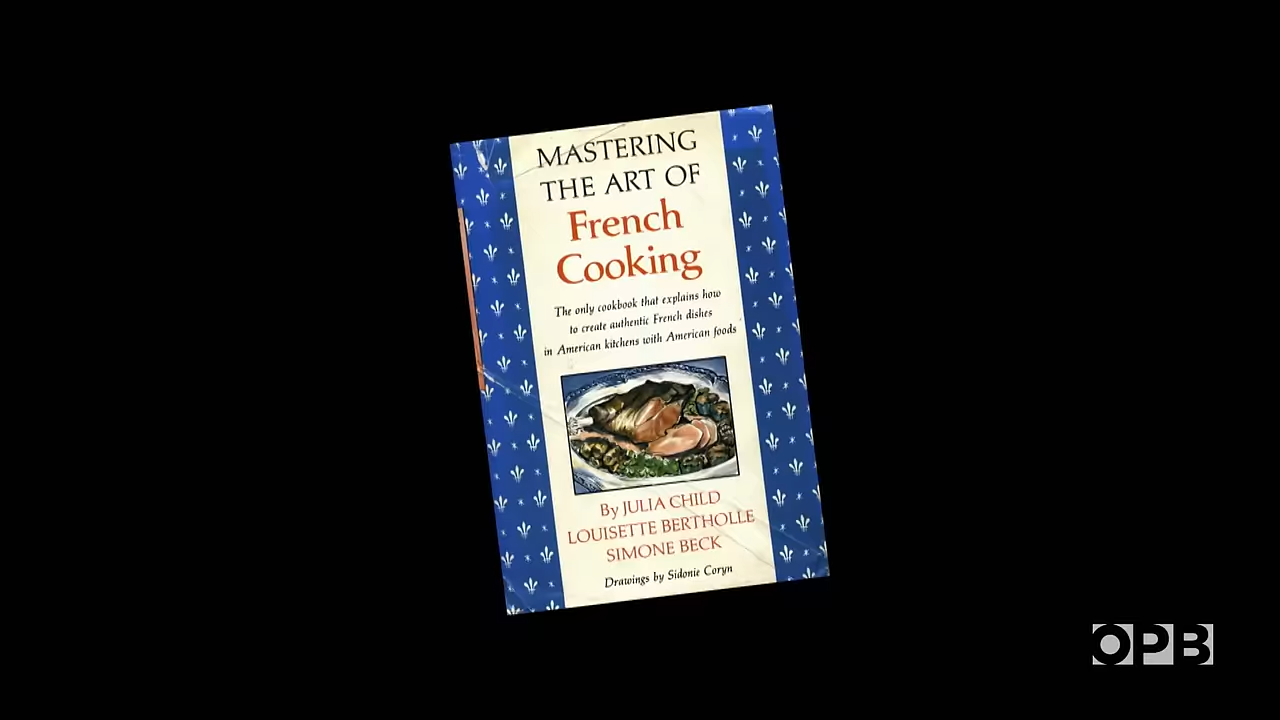 MASTERING
THE ART OF
French
Cooking
The only cookbook that explains how
to create authentic French dishes
in American kitchens with American foods
By JULIA CHILD
LOUISETTE BERTHOLLE
SIMONE BECK
Drawings by Sidonie Coryn
OPB